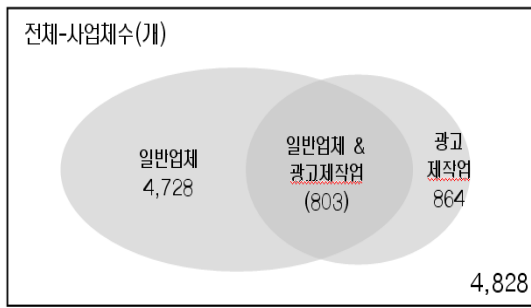 전체-사업체수(개)
일반업체
4,728
일반업체 &
광고제작업
(803)
광고
제작업
864
4,828